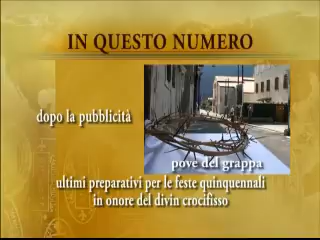 IN QUESTO NUMERO
dopo la pubblicità
pove del grappa
ultimi preparativi per le feste quinquennali
in onore del divin crocifisso